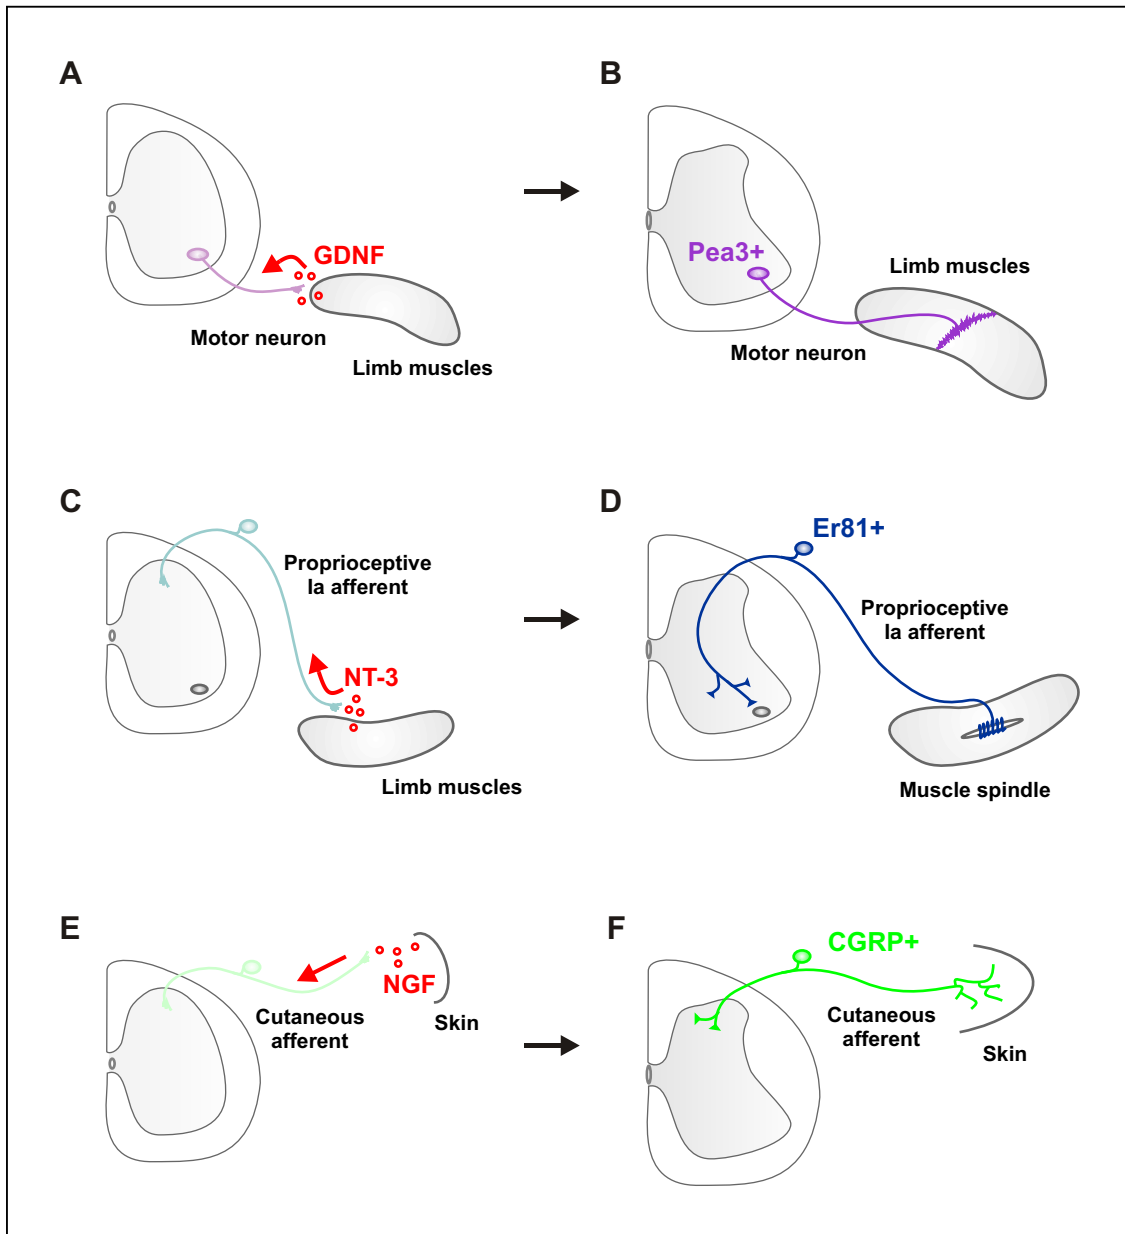 A
B
GDNF
Pea3+
Limb muscles
Motor neuron
Limb muscles
Motor neuron
C
D
Er81+
Proprioceptive
Ia afferent
Proprioceptive
Ia afferent
NT-3
Limb muscles
Muscle spindle
E
F
CGRP+
NGF
Cutaneous
afferent
Skin
Cutaneous
afferent
Skin